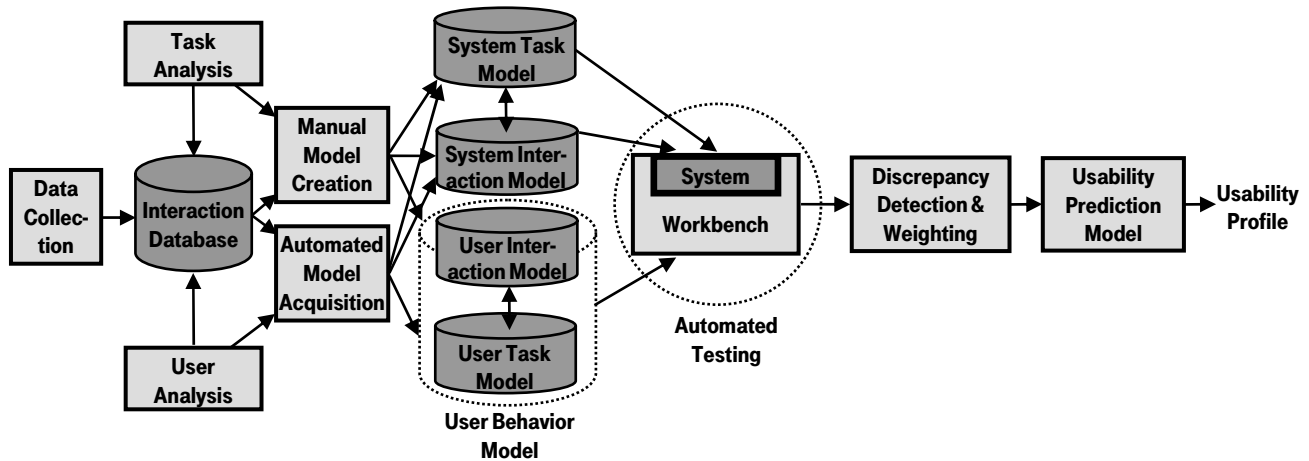 Task
Analysis
Data
Collec-
tion
Interaction
Database
User
Analysis
Manual
Model
Creation
Automated
Model
Acquisition
System Task
Model
System Inter-
action Model
User Inter-
action Model
User Task
Model
User Behavior
Model
System
Workbench
Automated
Testing
Discrepancy
Detection &
Weighting
Usability
Prediction
Model
Usability
Profile